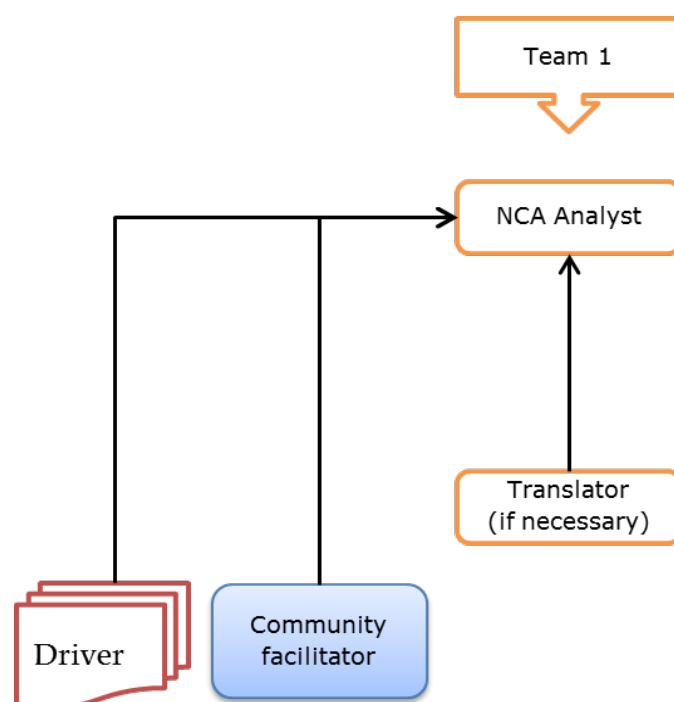 Team 1
NCA Analyst
Translator
(if necessary)
Community
facilitator
Driver